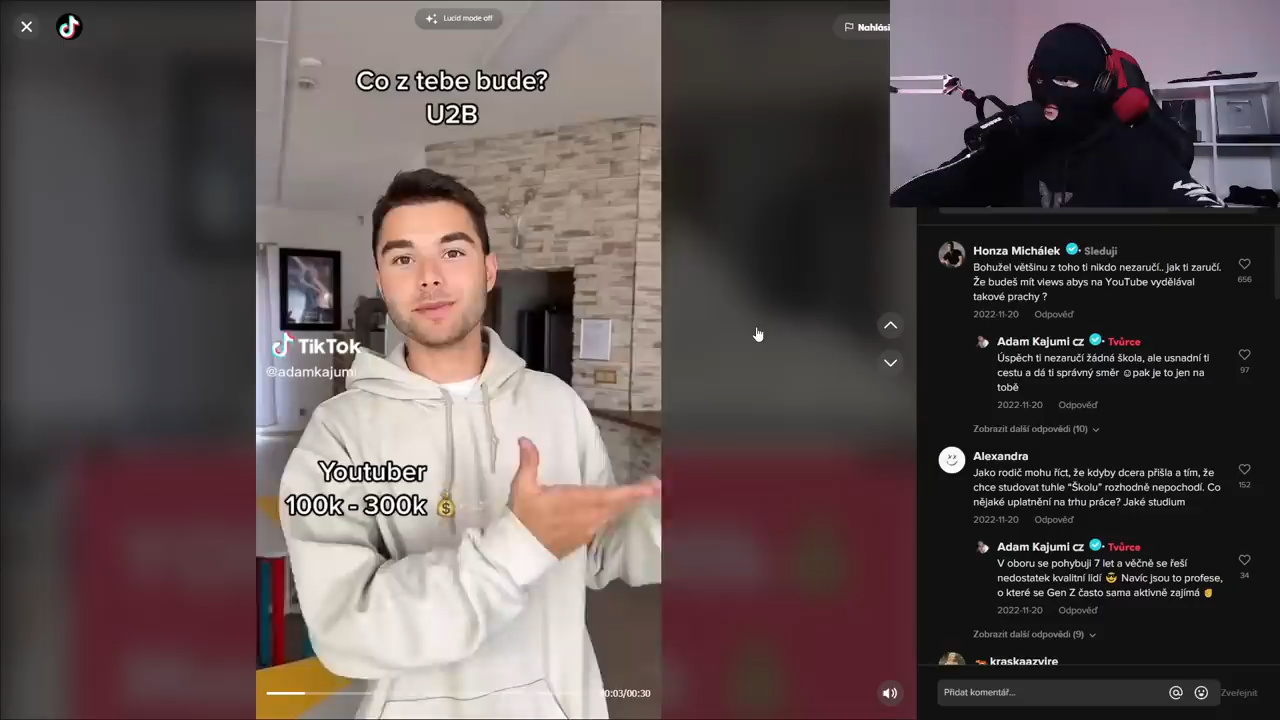 Lucid mode off
Nahlási
Co z tebe bude?
U2B
TikTok
@adamkajumi
Youtuber
100k - 300k
00:03/00:30
Honza Michálek · Sleduji
Bohužel většinu z toho ti nikdo nezaručí.. jak ti zaručí.
Že budeš mít views abys na YouTube vydělával
takové prachy ?
656
2022-11-20 Odpověď
Adam Kajumi cz · Tvůrce
Úspěch ti nezaručí žádná škola, ale usnadní ti
cestu a dá ti správný směr ☺pak je to jen na
tobě
97
2022-11-20 Odpověď
Zobrazit další odpovědi (10)
Alexandra
Jako rodič mohu říct, že kdyby dcera přišla a tím, že
chce studovat tuhle "Školu" rozhodně nepochodí. Co
nějaké uplatnění na trhu práce? Jaké studium
152
2022-11-20 Odpověď
Adam Kajumi cz · Tvůrce
V oboru se pohybuji 7 let a věčně se řeší
nedostatek kvalitní lidí 😎 Navíc jsou to profese,
o které se Gen Z často sama aktivně zajímá ✊
34
2022-11-20 Odpověď
Zobrazit další odpovědi (9)
kraskaazvire
Přidat komentář...
Zveřejnit